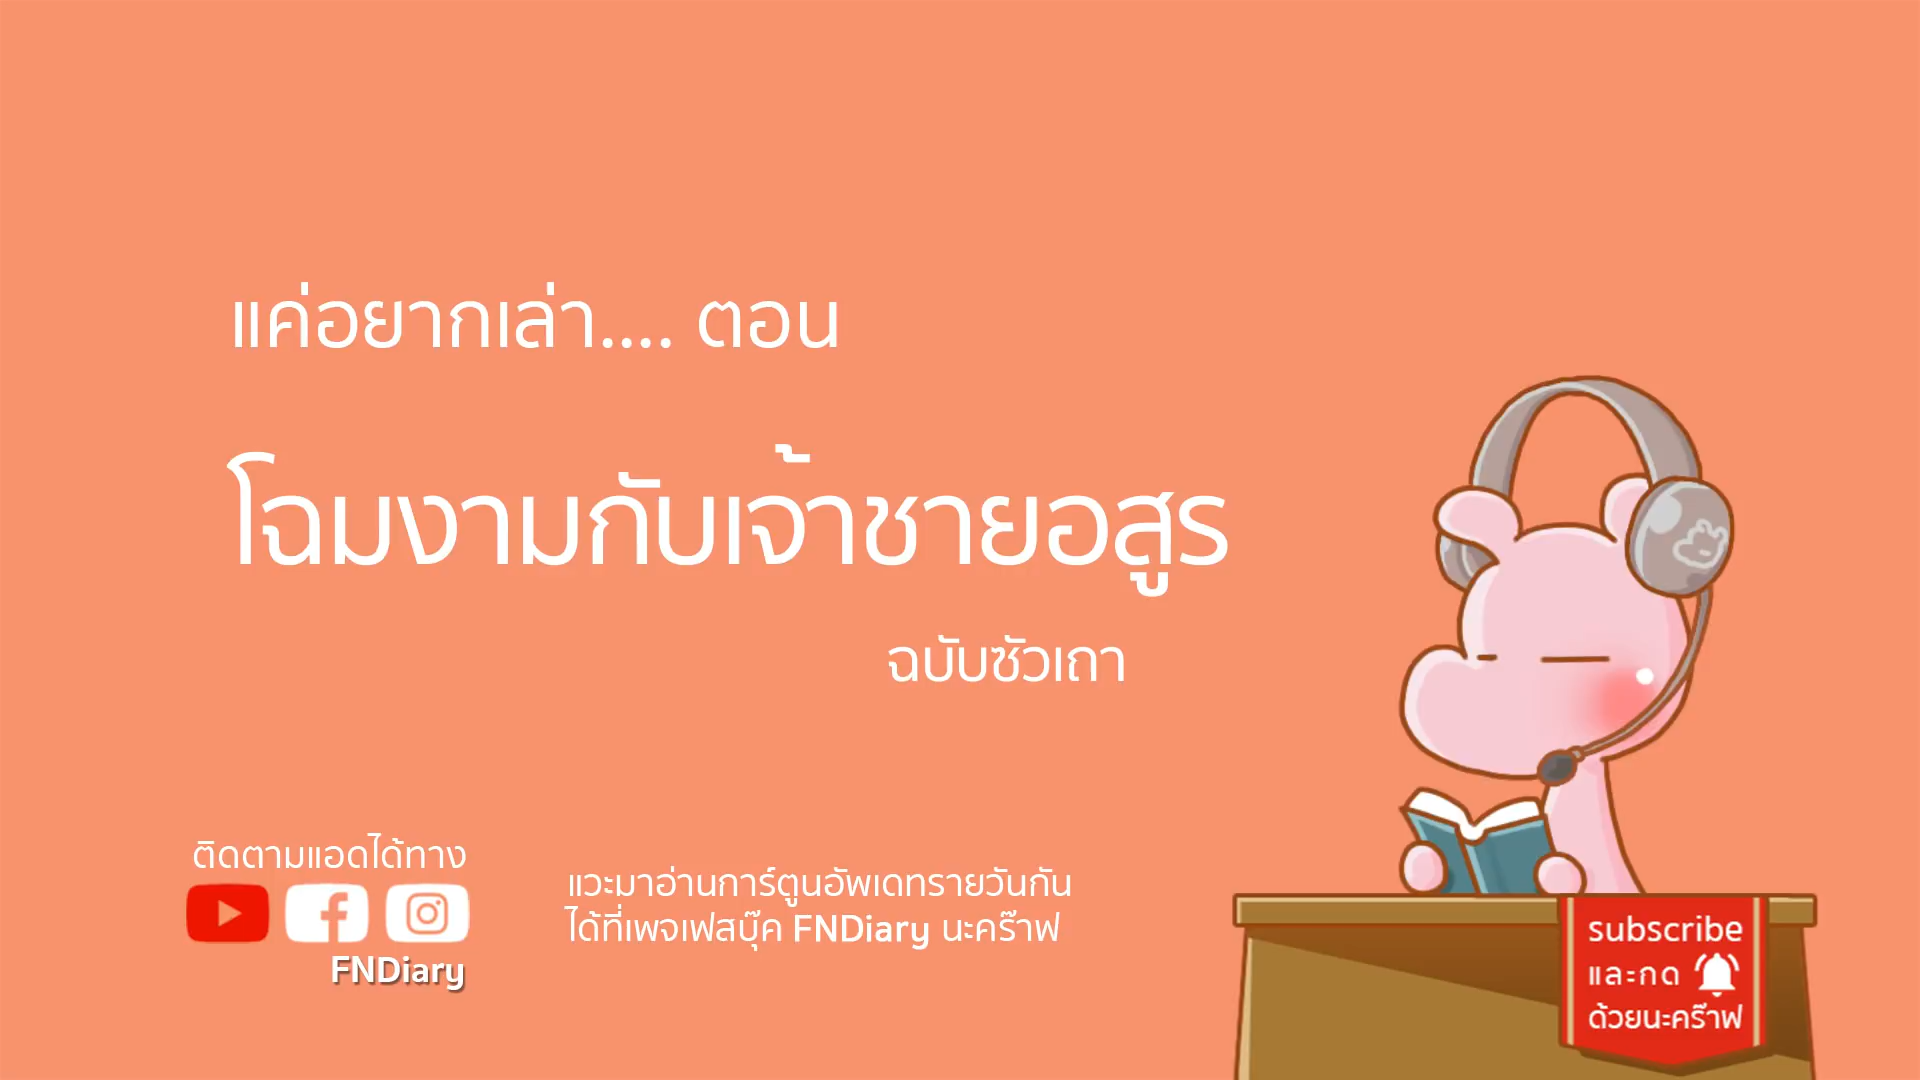 แค่อยากเล่า.... ตอน
โฉมงามกับเจ้าชายอสูร
ฉบับซัวเถา
ติดตามแอดได้ทาง
FNDiary
แวะมาอ่านการ์ตูนอัพเดทรายวันกัน
ได้ที่เพจเฟสบุ๊ค FNDiary นะคร๊าฟ
subscribe
และกด
ด้วยนะคร๊าฟ